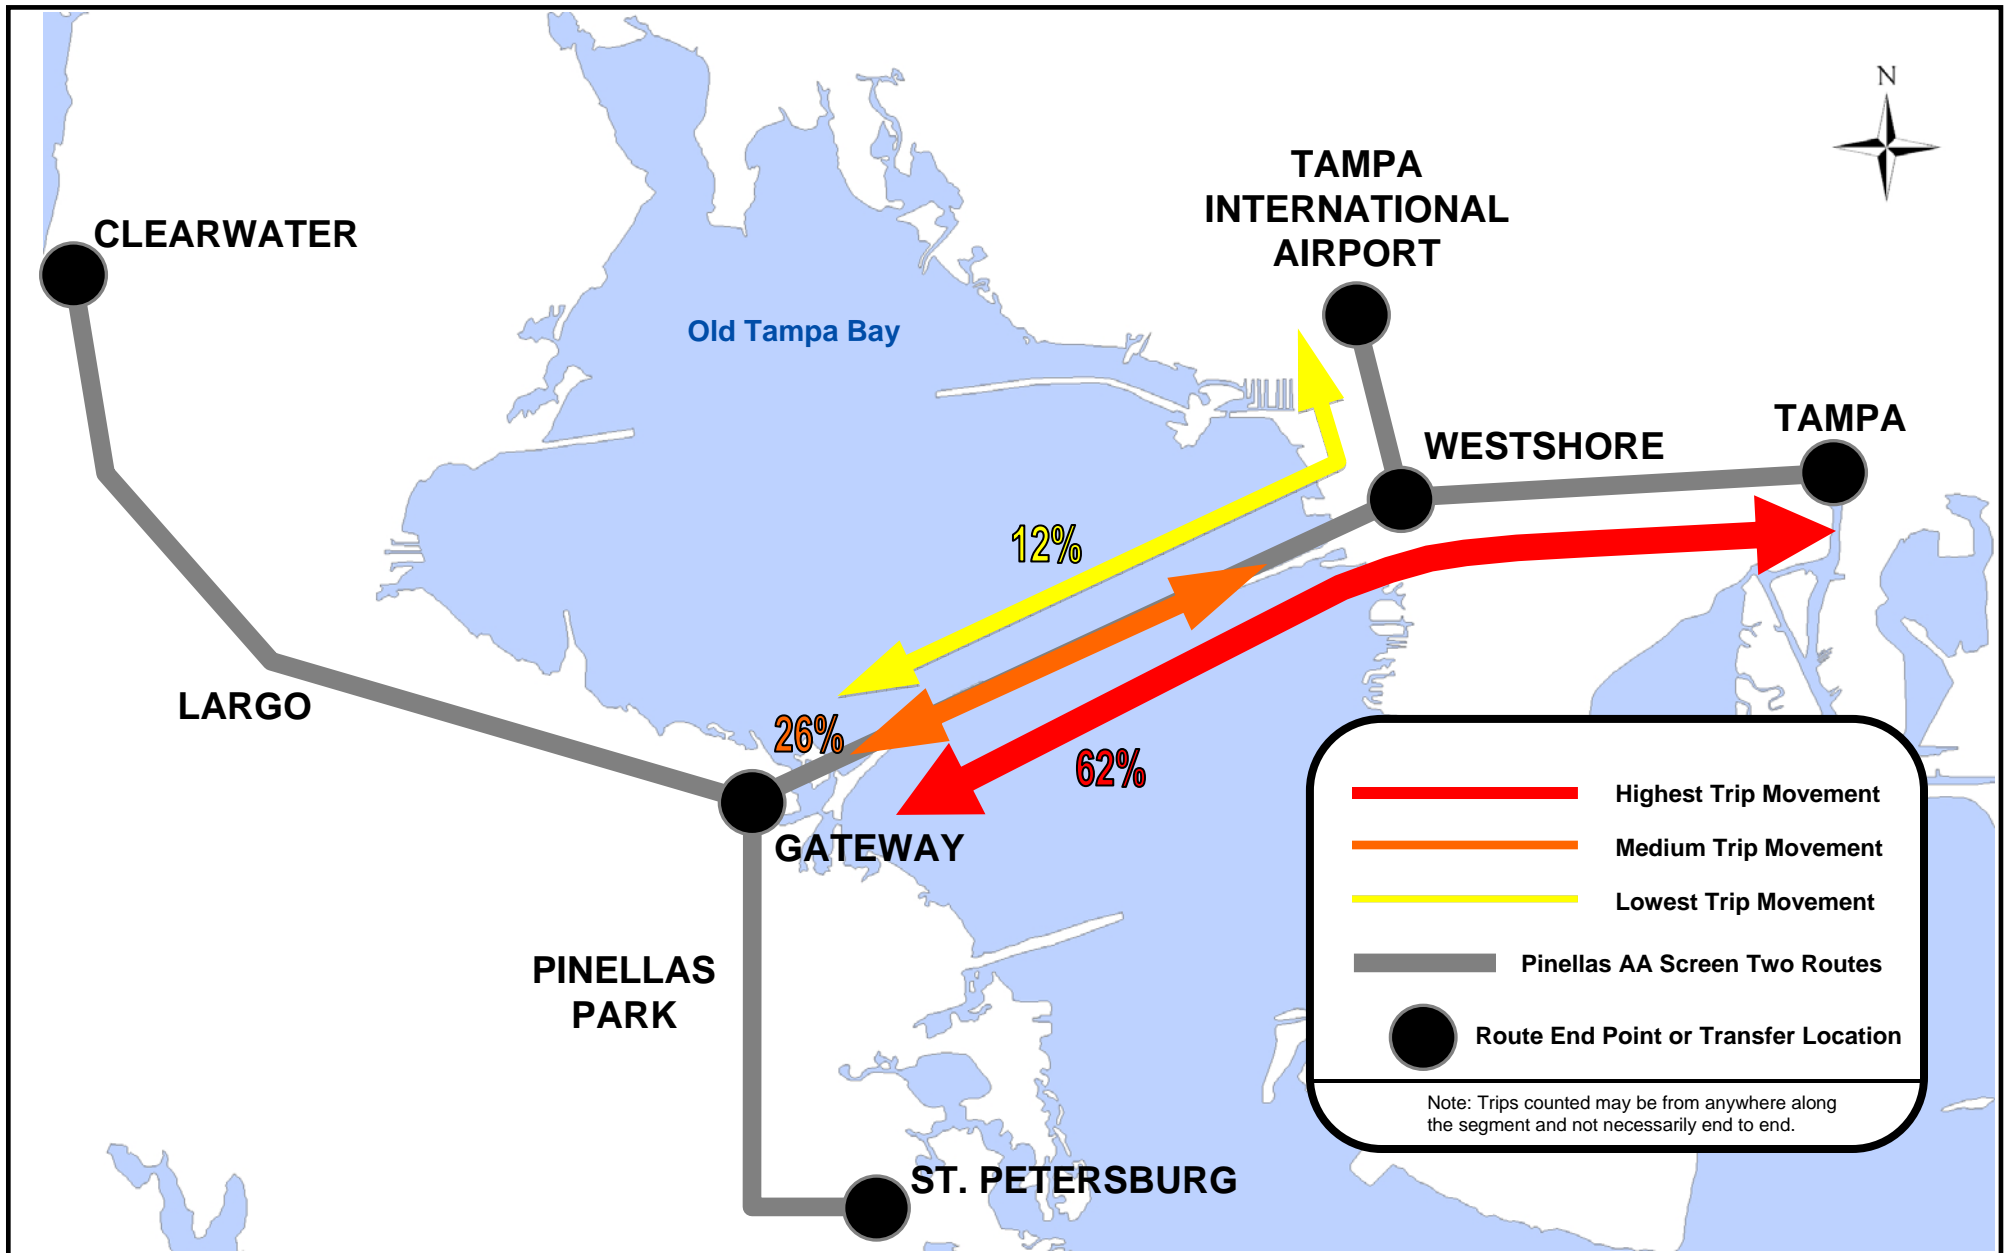 N
TAMPA
INTERNATIONAL
AIRPORT
CLEARWATER
Old Tampa Bay
TAMPA
WESTSHORE
12%
LARGO
26%
62%
GATEWAY
PINELLAS
PARK
ST. PETERSBURG
Highest Trip Movement
Medium Trip Movement
Lowest Trip Movement
Pinellas AA Screen Two Routes
Route End Point or Transfer Location
Note: Trips counted may be from anywhere along
the segment and not necessarily end to end.